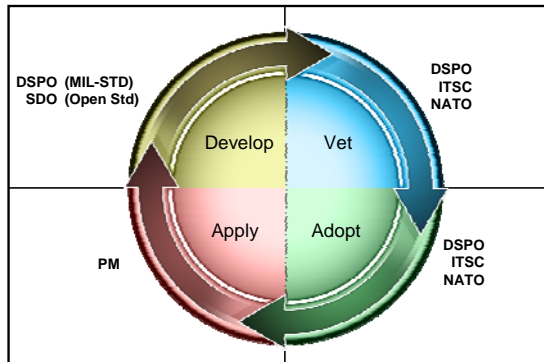 DSPO (MIL-STD)
SDO (Open Std)
DSPO
ITSC
NATO
Develop
Vet
Apply
Adopt
PM
DSPO
ITSC
NATO